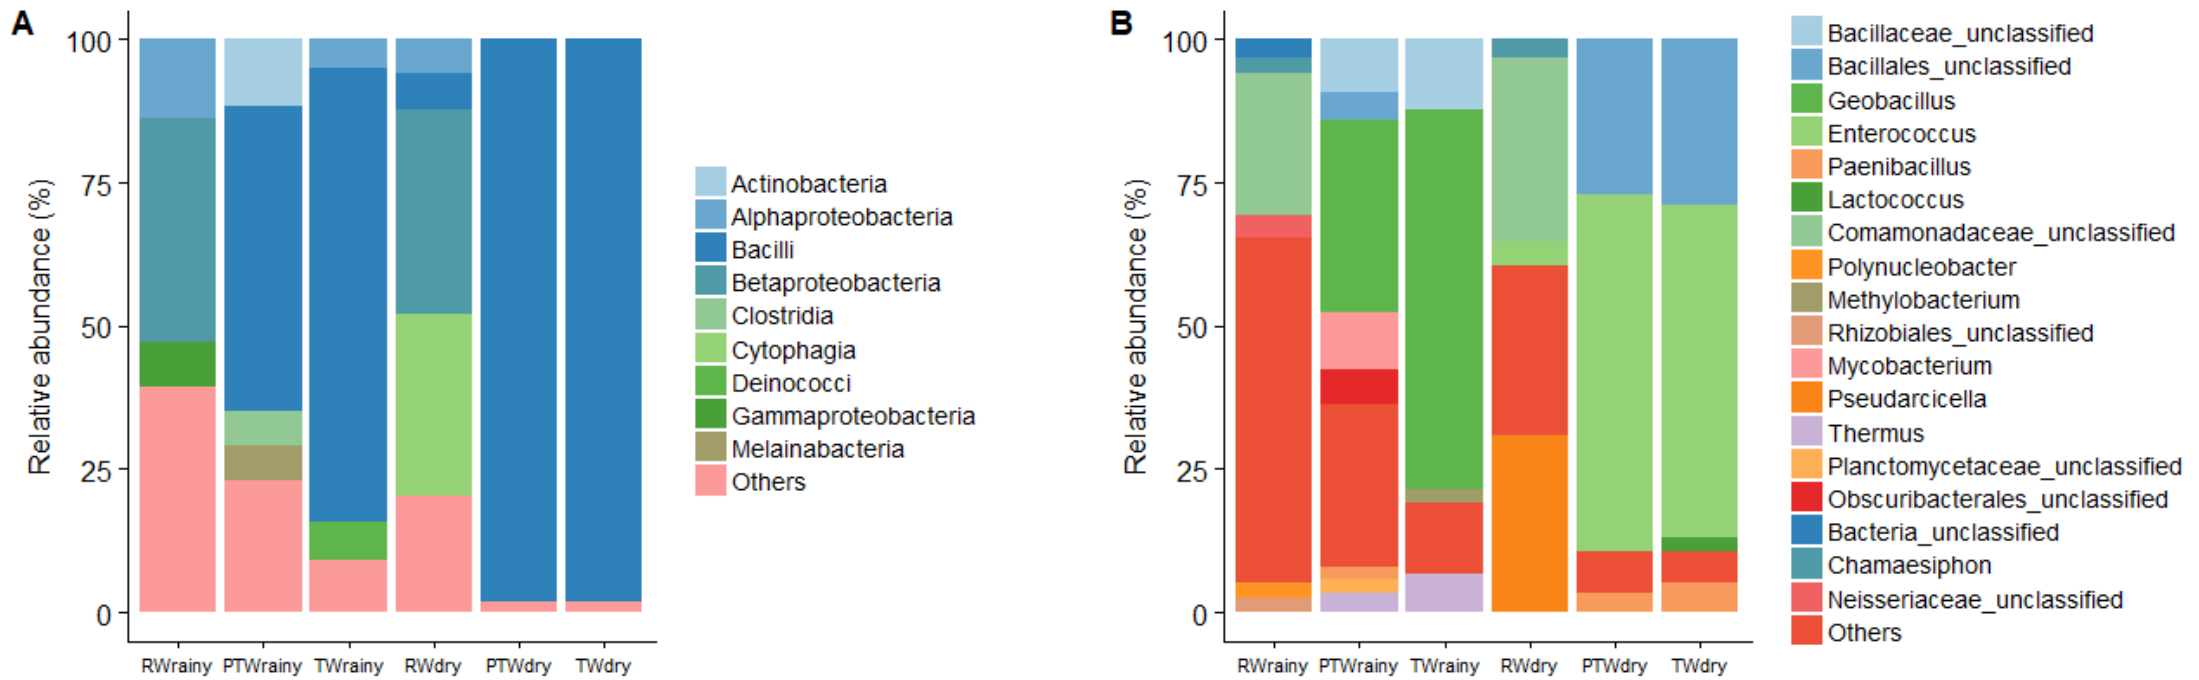 A
Relative abundance (%)
100
75
50
25
0
RWrainy PTWrainy TWrainy RWdry PTWdry TWdry
Actinobacteria
Alphaproteobacteria
Bacilli
Betaproteobacteria
Clostridia
Cytophagia
Deinococci
Gammaproteobacteria
Melainabacteria
Others
B
Relative abundance (%)
100
75
50
25
0
RWrainy PTWrainy TWrainy RWdry PTWdry TWdry
Bacillaceae_unclassified
Bacillales_unclassified
Geobacillus
Enterococcus
Paenibacillus
Lactococcus
Comamonadaceae_unclassified
Polynucleobacter
Methylobacterium
Rhizobiales_unclassified
Mycobacterium
Pseudarcicella
Thermus
Planctomycetaceae_unclassified
Obscuribacterales_unclassified
Bacteria_unclassified
Chamaesiphon
Neisseriaceae_unclassified
Others